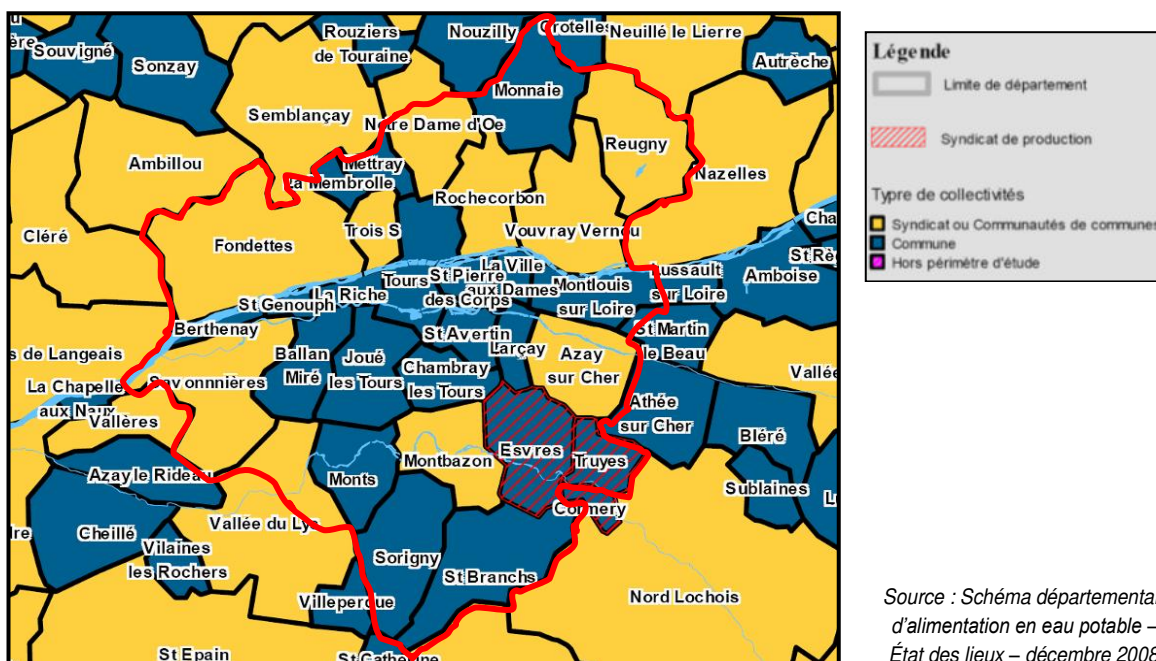 Souvigné
Sonzay
Rouziers
de Touraine
Nouzilly
Crotelles
Neuillé le Lierre
Autrèche
Monnaie
Semblançay
Notre Dame d'Oe
Ambillou
Mettray
La Membrolle
Reugny
Nazelles
Rochecorbon
Cléré
Fondettes
Trois S
Vouvray
Vernou
Cha
St Rè
Tours
St Pierre
des Corps
La Ville
aux Dames
Montlouis
sur Loire
Lussault
sur Loire
Amboise
St Genouph
La Riche
Berthenay
St Avertin
Larçay
St Martin
le Beau
s de Langeais
Ballan
Miré
Joué
les Tours
Chambray
les Tours
Azay
sur Cher
Vallée
La Chapelle
aux Naux
Savonnnières
Vallères
Athée
sur Cher
Bléré
Montbazon
Esvres
Truyes
Azay le Rideau
Monts
Sublaines
Cormery
Vallée du Lys
Cheillé
Vilaines
les Rochers
Sorigny
St Branchs
Nord Lochois
Villeperdue
St Epain
St Catherine
Légende
Limite de département
Syndicat de production
Typre de collectivités
Syndicat ou Communautés de communes
Commune
Hors périmètre d'étude
Source : Schéma départementa
d'alimentation en eau potable –
État des lieux – décembre 2008